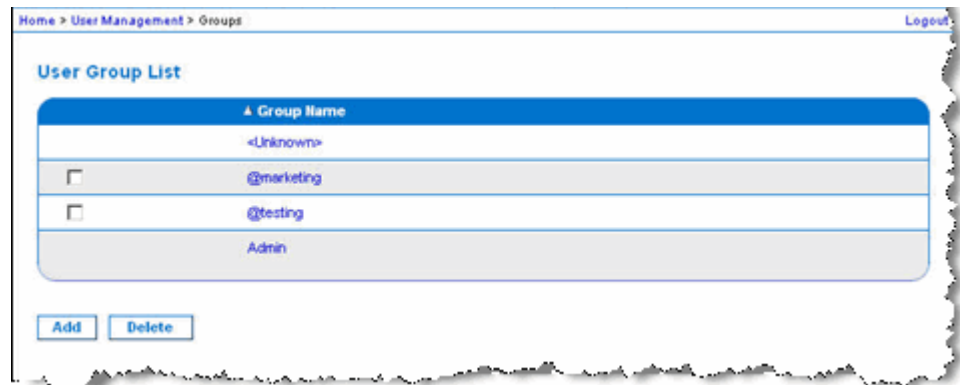 Home > User Management > Groups Logout
User Group List
▲ Group Name
<Unknown>
@marketing
@testing
Admin
Add Delete